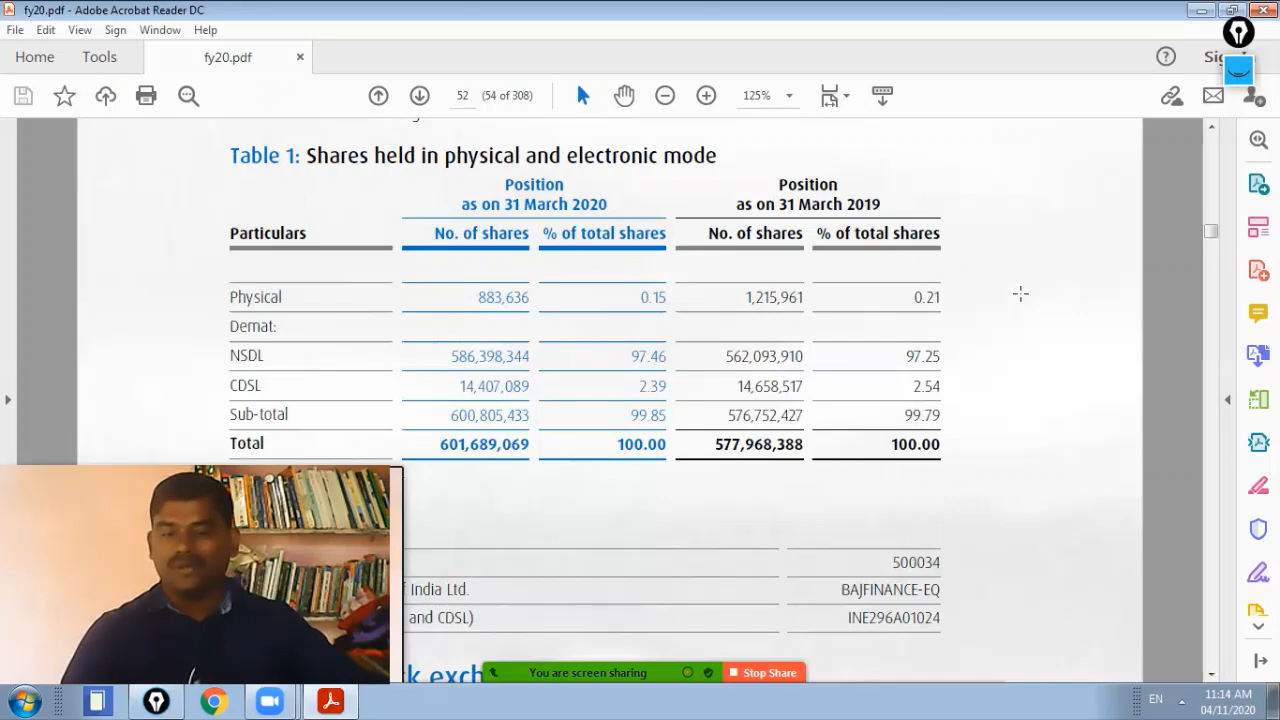 fy20.pdf - Adobe Acrobat Reader DC
File Edit View Sign Window Help
Home Tools fy20.pdf ×
52 (54 of 308) 125%
Table 1: Shares held in physical and electronic mode
Position as on 31 March 2020 Position as on 31 March 2019
Particulars No. of shares % of total shares No. of shares % of total shares
Physical 883,636 0.15 1,215,961 0.21
Demat:
NSDL 586,398,344 97.46 562,093,910 97.25
CDSL 14,407,089 2.39 14,658,517 2.54
Sub-total 600,805,433 99.85 576,752,427 99.79
Total 601,689,069 100.00 577,968,388 100.00
500034
India Ltd. BAJFINANCE-EQ
and CDSL) INE296A01024
You are screen sharing Stop Share
EN 11:14 AM
04/11/2020